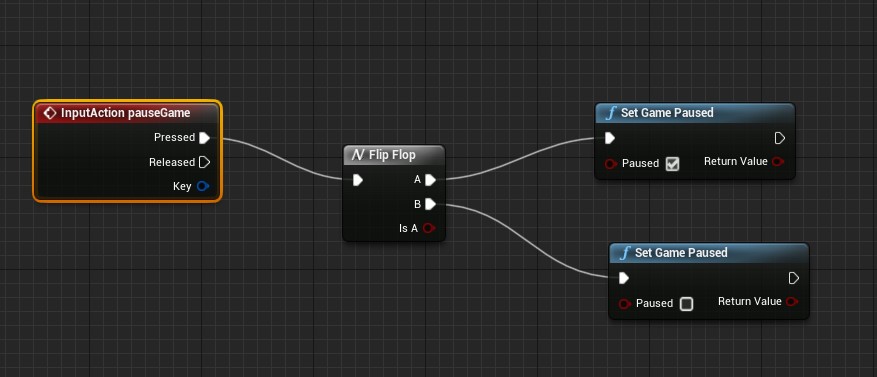 InputAction pauseGame
Pressed
Released
Key
Flip Flop
A
B
Is A
Set Game Paused
Paused Return Value
Set Game Paused
Paused Return Value